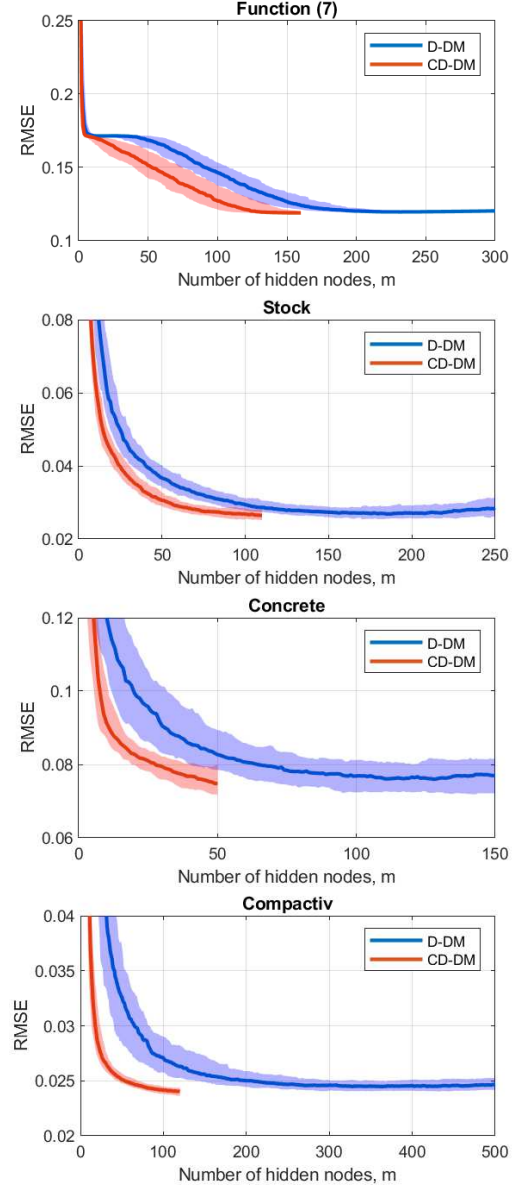 Function (7)
0.25
0.2
0.15
0.1
RMSE
D-DM
CD-DM
0 50 100 150 200 250 300
Number of hidden nodes, m
Stock
0.08
0.06
0.04
0.02
RMSE
D-DM
CD-DM
0 50 100 150 200 250
Number of hidden nodes, m
Concrete
0.12
0.1
0.08
0.06
RMSE
D-DM
CD-DM
0 50 100 150
Number of hidden nodes, m
Compactiv
0.04
0.035
0.03
0.025
0.02
RMSE
D-DM
CD-DM
0 100 200 300 400 500
Number of hidden nodes, m